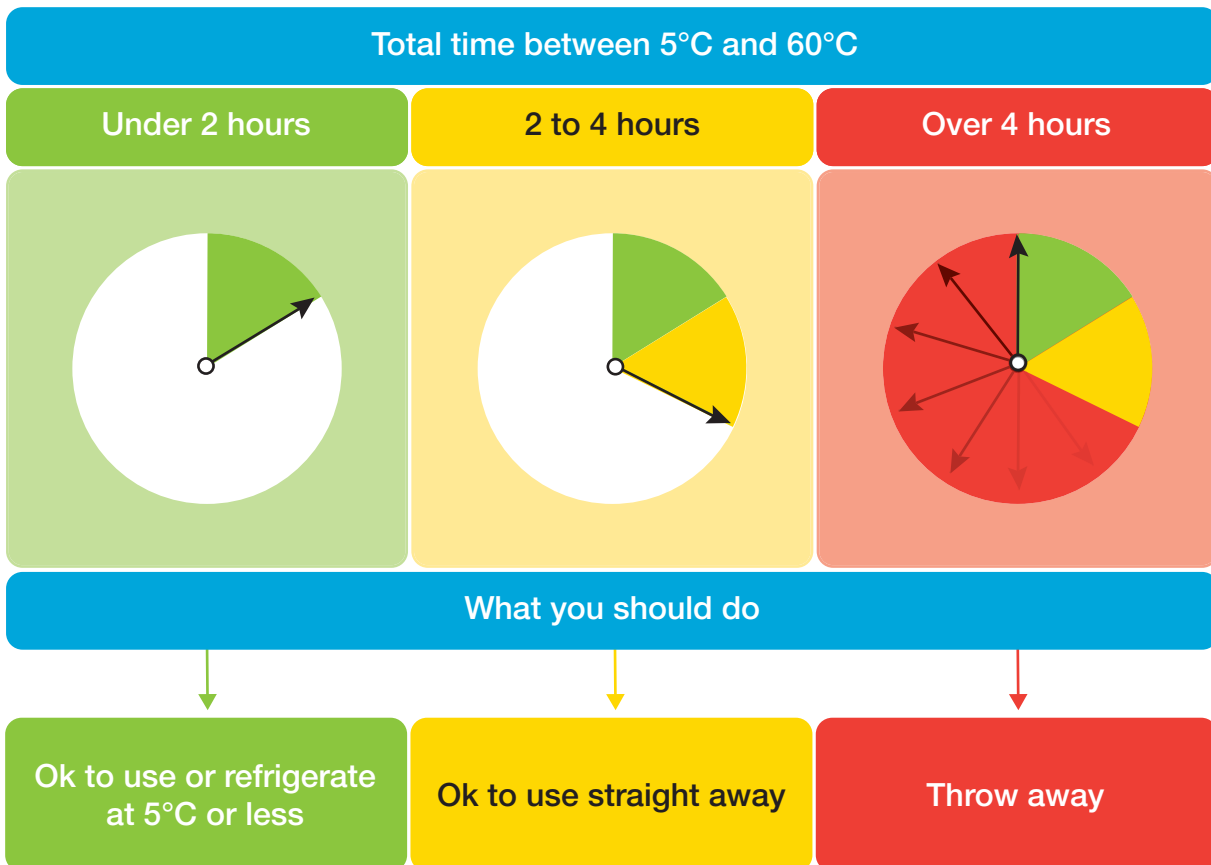 Total time between 5°C and 60°C
Under 2 hours
2 to 4 hours
Over 4 hours
What you should do
Ok to use or refrigerate
at 5°C or less
Ok to use straight away
Throw away